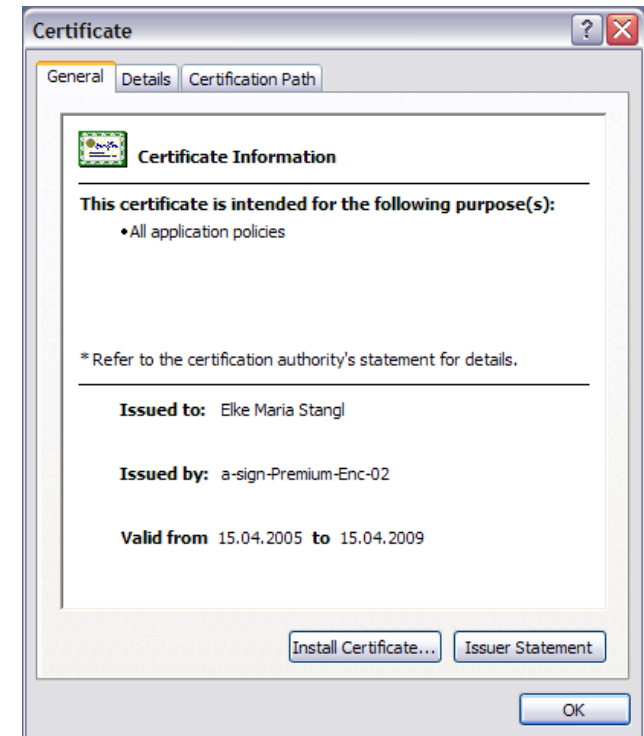 Certificate
General Details Certification Path
Certificate Information
This certificate is intended for the following purpose(s):
•All application policies
* Refer to the certification authority's statement for details.
Issued to: Elke Maria Stangl
Issued by: a-sign-Premium-Enc-02
Valid from 15.04.2005 to 15.04.2009
Install Certificate... Issuer Statement
OK